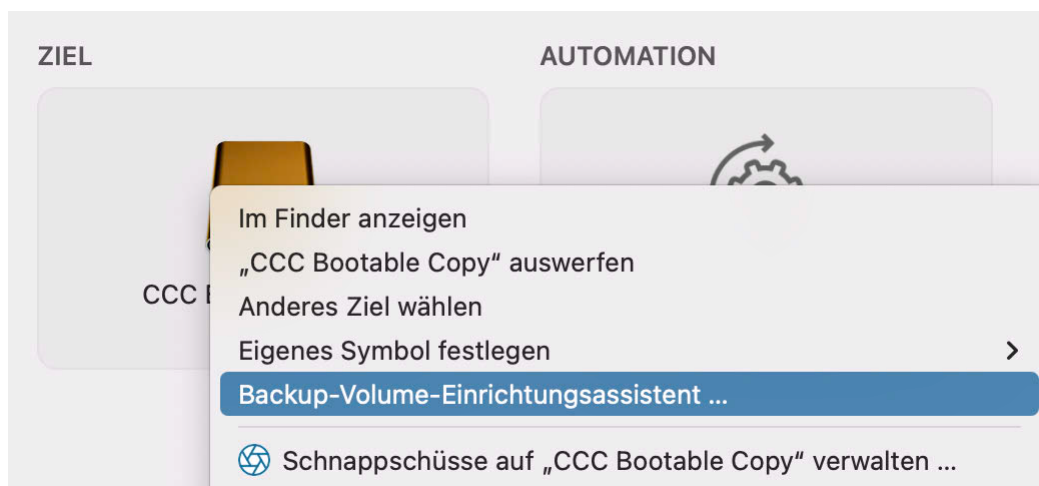 ZIEL
AUTOMATION
Im Finder anzeigen
„CCC Bootable Copy“ auswerfen
CCC
Anderes Ziel wählen
Eigenes Symbol festlegen
Backup-Volume-Einrichtungsassistent ...
Schnappschüsse auf „CCC Bootable Copy“ verwalten ...